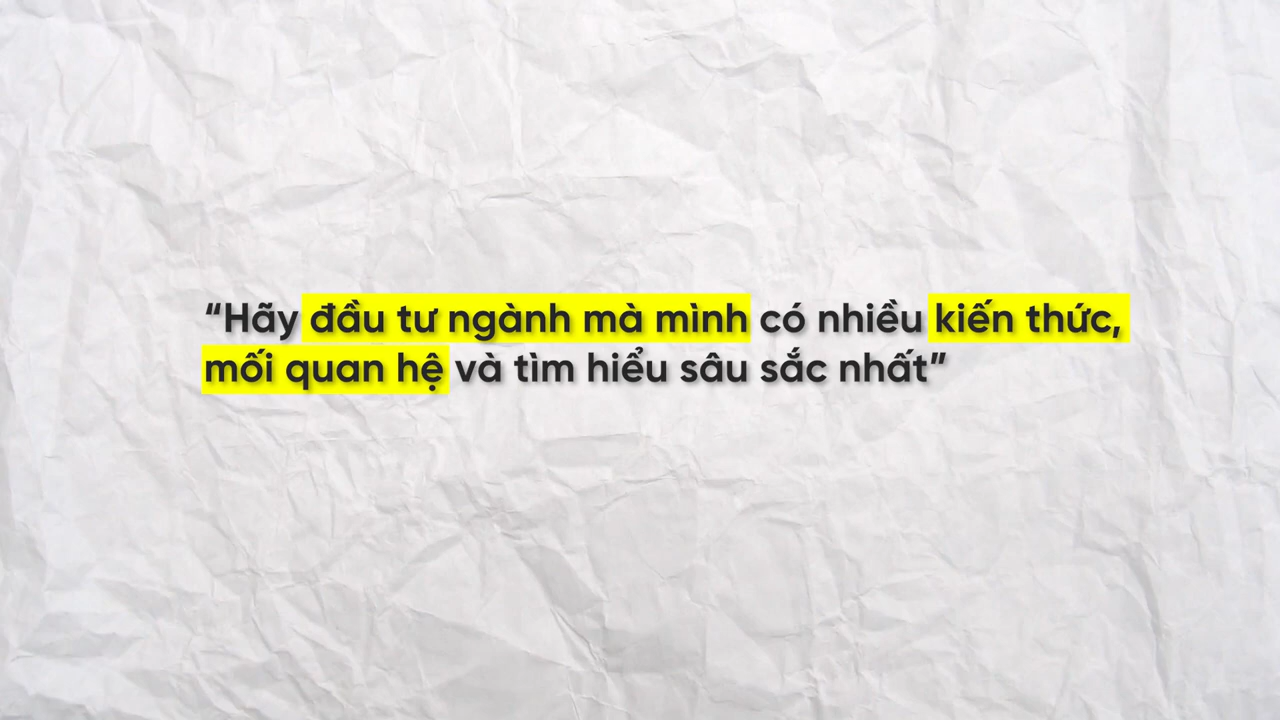 “Hãy đầu tư ngành mà mình có nhiều kiến thức,
mối quan hệ và tìm hiểu sâu sắc nhất”